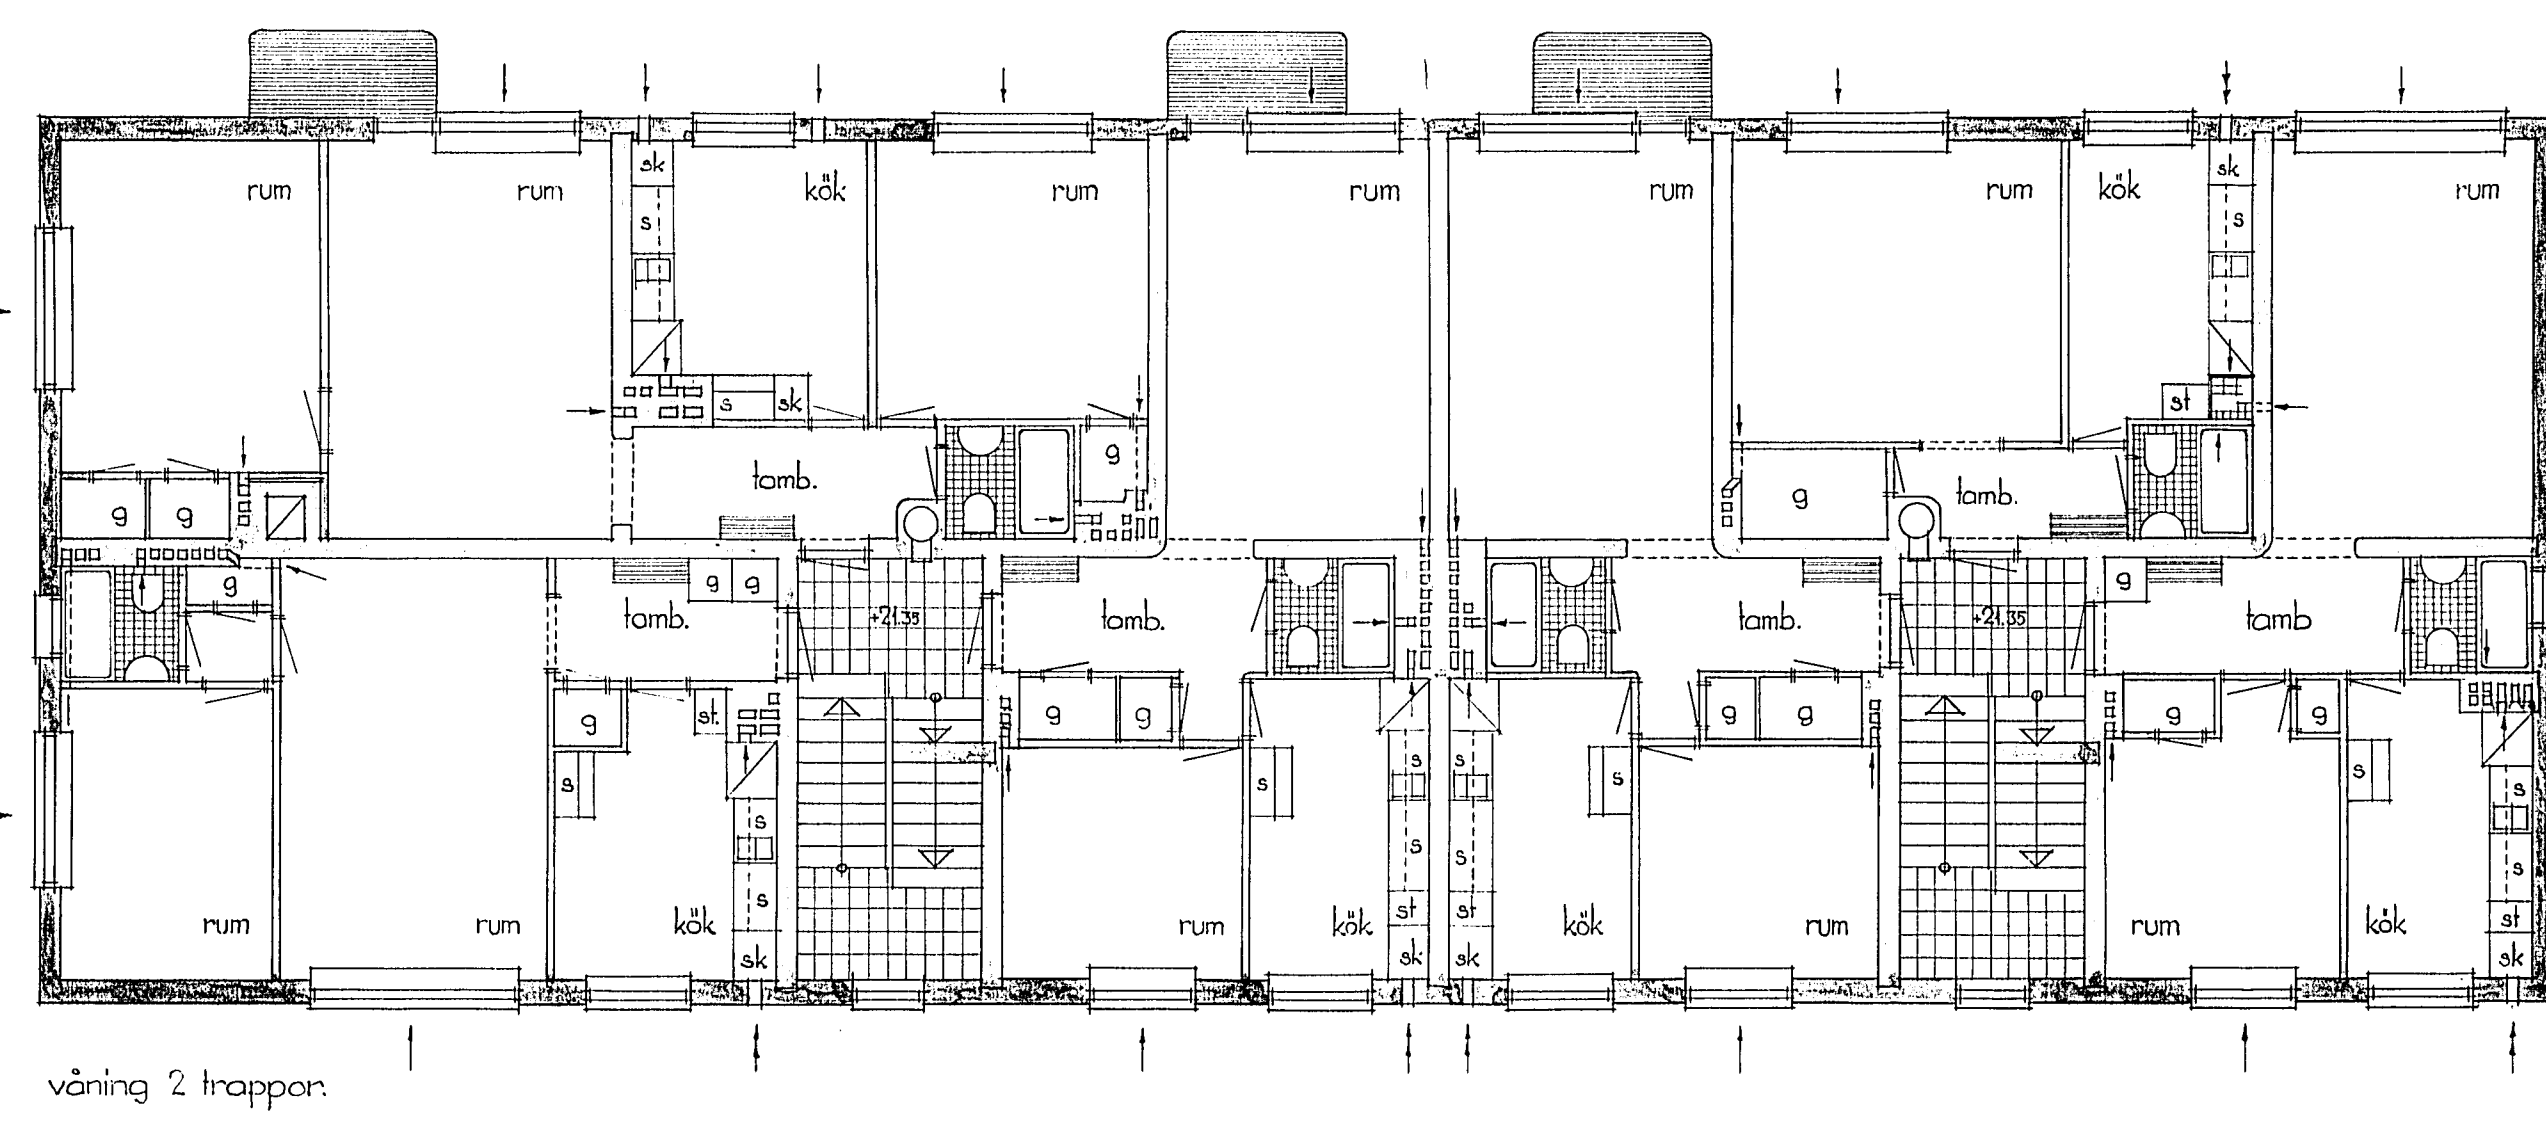 rum rum kök rum rum rum rum kök rum
sk sk
s s
s sk st
g
tamb. g tamb.
g g
g g g g
tamb. +21.35 tamb. tamb. +21.35 tamb
g st. g g g g g g
s s s s s s
s s
s s s s
rum rum kök rum kök st st kök rum rum kök st
sk sk sk sk
våning 2 trappor.